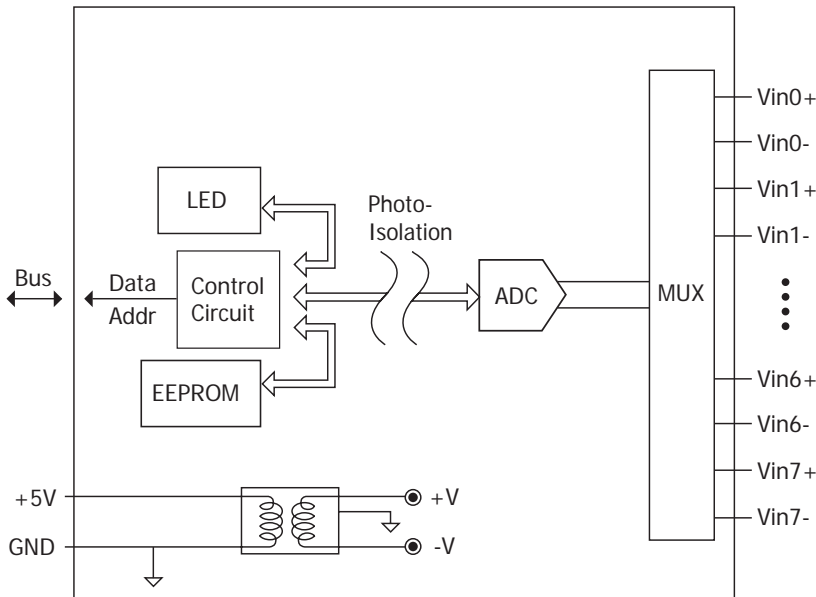 LED
Photo-
Isolation
Bus
Data
Addr
Control
Circuit
EEPROM
ADC
MUX
Vin0+
Vin0-
Vin1+
Vin1-
Vin6+
Vin6-
Vin7+
Vin7-
+5V
GND
+V
-V